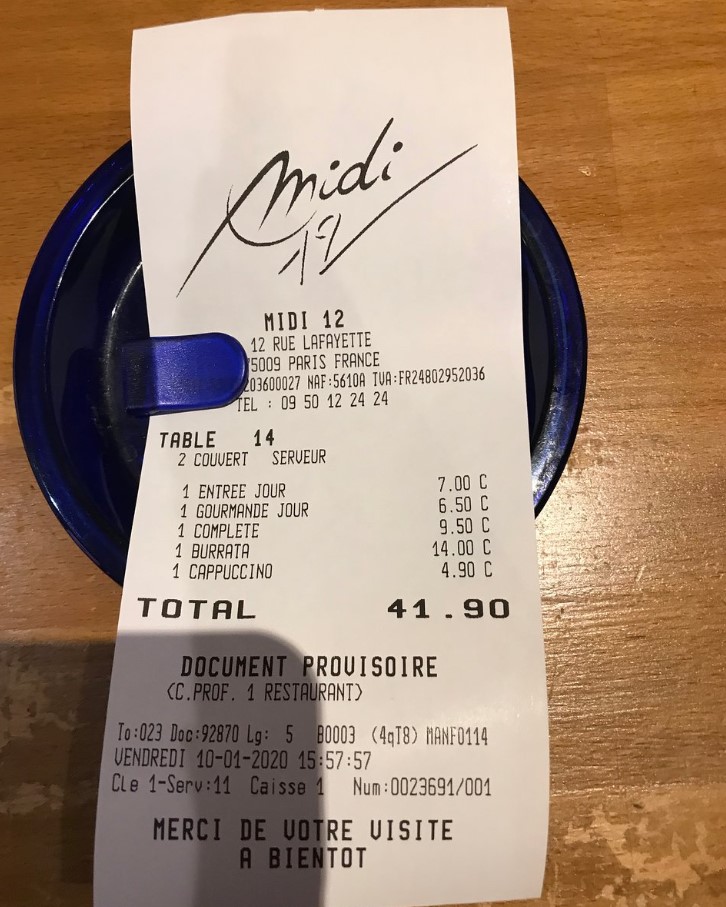 Midi
12
MIDI 12
12 RUE LAFAYETTE
75009 PARIS FRANCE
203600027 NAF:5610A TVA:FR24802952036
TEL : 09 50 12 24 24
TABLE 14
2 COUVERT SERVEUR
1 ENTREE JOUR 7.00 C
1 GOURMANDE JOUR 6.50 C
1 COMPLETE 9.50 C
1 BURRATA 14.00 C
1 CAPPUCCINO 4.90 C
TOTAL 41.90
DOCUMENT PROVISOIRE
<C.PROF. 1 RESTAURANT>
To:023 Doc:92870 Lg: 5 B0003 (4qT8) MANF0114
VENDREDI 10-01-2020 15:57:57
Cle 1-Serv:11 Caisse 1 Num:0023691/001
MERCI DE VOTRE VISITE
A BIENTOT